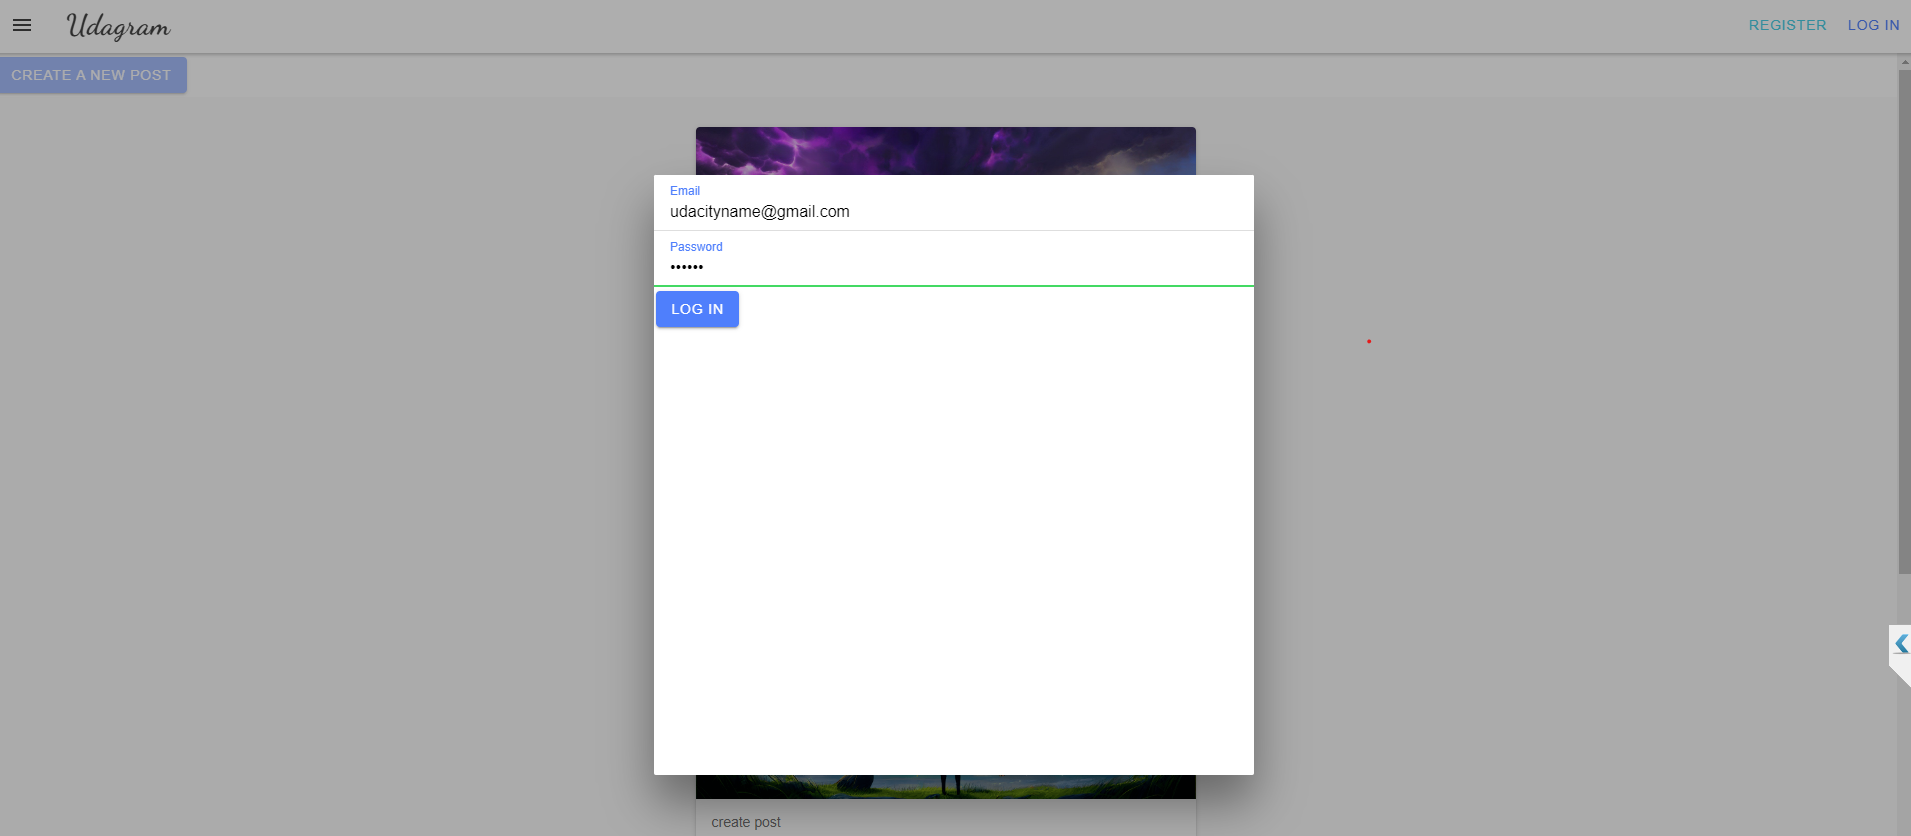 Udagram
REGISTER
LOG IN
CREATE A NEW POST
Email
udacityname@gmail.com
Password
••••••
LOG IN
create post